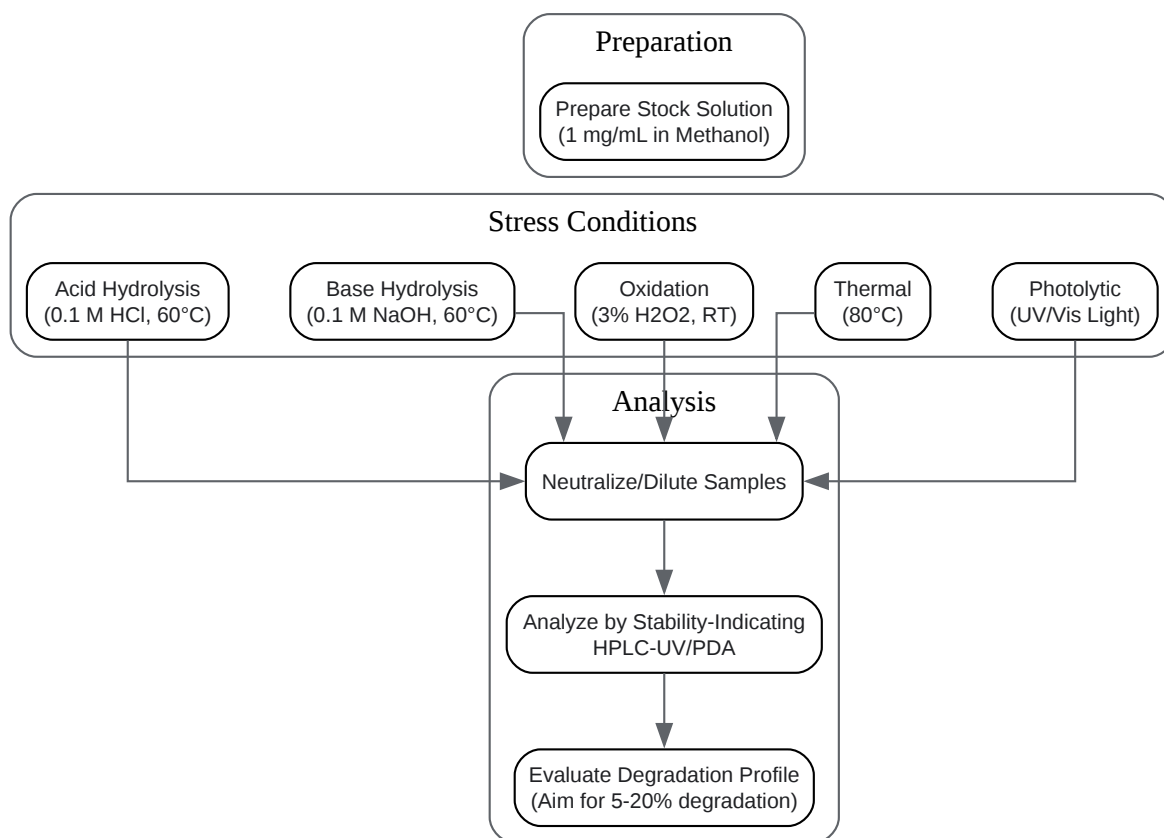 Preparation
Prepare Stock Solution
(1 mg/mL in Methanol)
Stress Conditions
Acid Hydrolysis
(0.1 M HCl, 60°C)
Base Hydrolysis
(0.1 M NaOH, 60°C)
Oxidation
(3% H2O2, RT)
Thermal
(80°C)
Photolytic
(UV/Vis Light)
Analysis
Neutralize/Dilute Samples
Analyze by Stability-Indicating
HPLC-UV/PDA
Evaluate Degradation Profile
(Aim for 5-20% degradation)